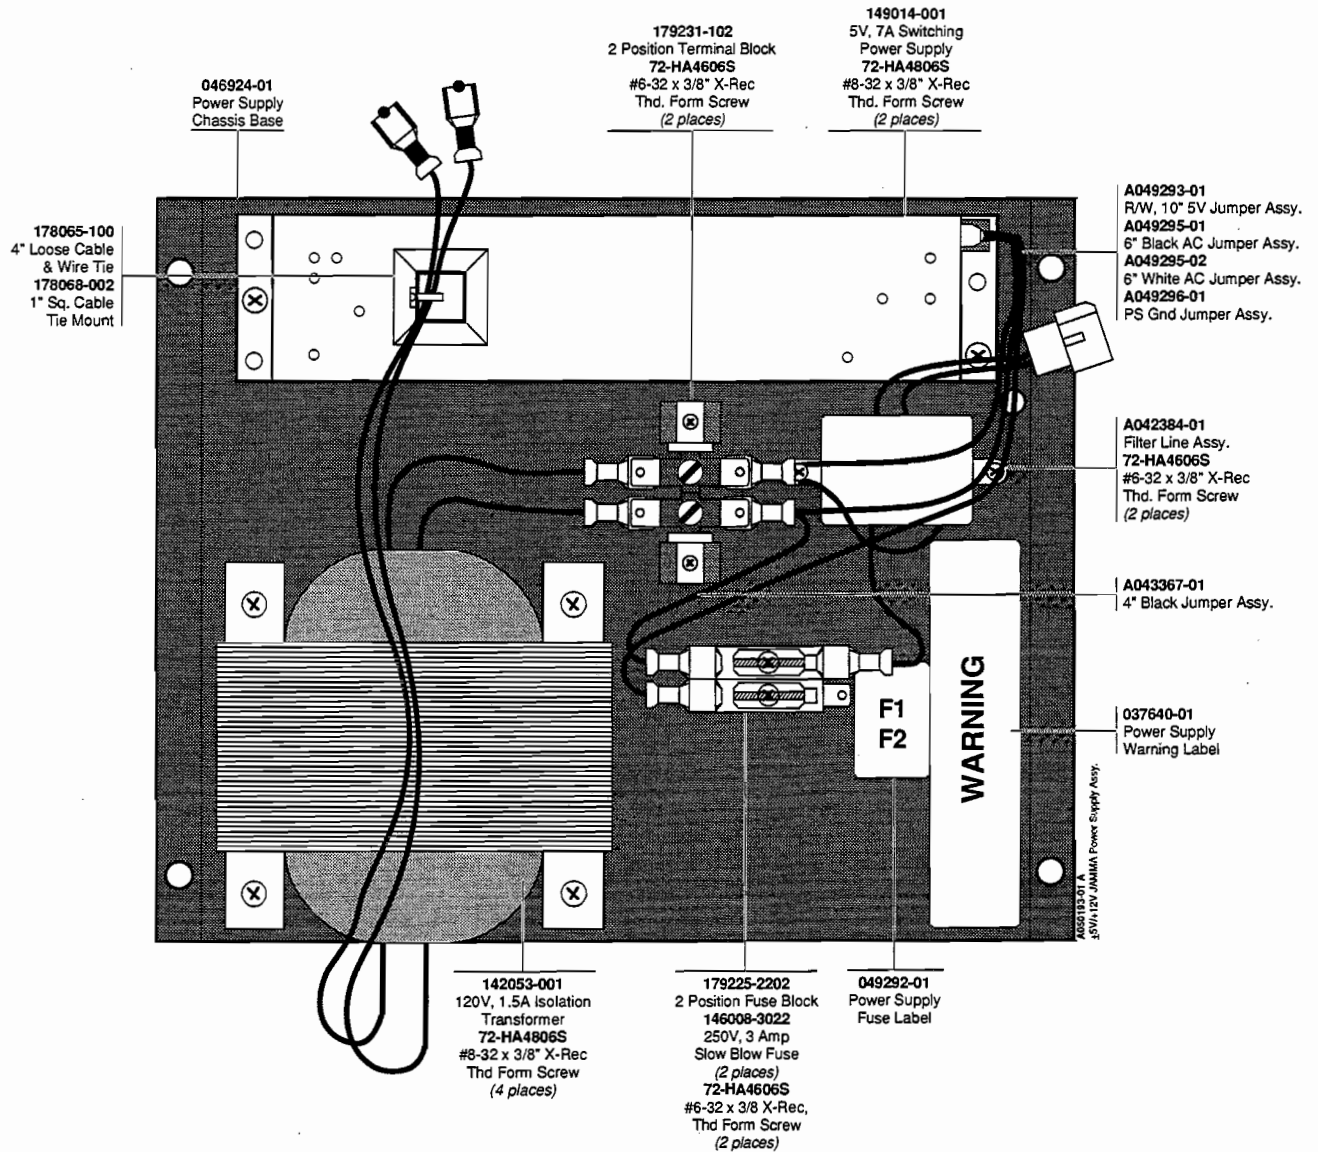 179231-102
2 Position Terminal Block
72-HA4606S
#6-32 x 3/8" X-Rec
Thd. Form Screw
(2 places)
149014-001
5V, 7A Switching
Power Supply
72-HA4806S
#8-32 x 3/8" X-Rec
Thd. Form Screw
(2 places)
046924-01
Power Supply
Chassis Base
178065-100
4" Loose Cable
& Wire Tie
178068-002
1" Sq. Cable
Tie Mount
A049293-01
R/W, 10" 5V Jumper Assy.
A049295-01
6" Black AC Jumper Assy.
A049295-02
6" White AC Jumper Assy.
A049296-01
PS Gnd Jumper Assy.
A042384-01
Filter Line Assy.
72-HA4606S
#6-32 x 3/8" X-Rec
Thd. Form Screw
(2 places)
A043367-01
4" Black Jumper Assy.
F1
F2
WARNING
037640-01
Power Supply
Warning Label
A050193-01 A
±5V/+12V JAMMA Power Supply Assy.
142053-001
120V, 1.5A Isolation
Transformer
72-HA4806S
#8-32 x 3/8" X-Rec
Thd Form Screw
(4 places)
179225-2202
2 Position Fuse Block
146008-3022
250V, 3 Amp
Slow Blow Fuse
(2 places)
72-HA4606S
#6-32 x 3/8 X-Rec,
Thd Form Screw
(2 places)
049292-01
Power Supply
Fuse Label